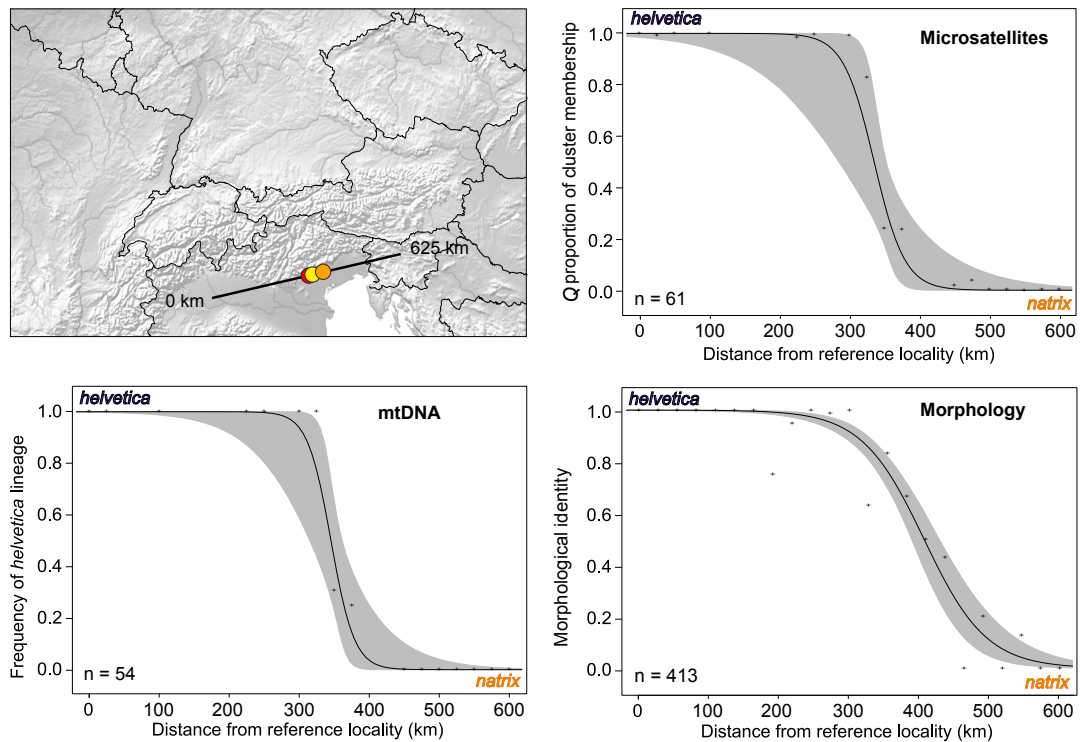 0 km
625 km
helvetica
Microsatellites
Q proportion of cluster membership
1.0
0.8
0.6
0.4
0.2
0.0
n = 61
natrix
0 100 200 300 400 500 600
Distance from reference locality (km)
helvetica
mtDNA
Frequency of helvetica lineage
1.0
0.8
0.6
0.4
0.2
0.0
n = 54
natrix
0 100 200 300 400 500 600
Distance from reference locality (km)
helvetica
Morphology
Morphological identity
1.0
0.8
0.6
0.4
0.2
0.0
n = 413
natrix
0 100 200 300 400 500 600
Distance from reference locality (km)